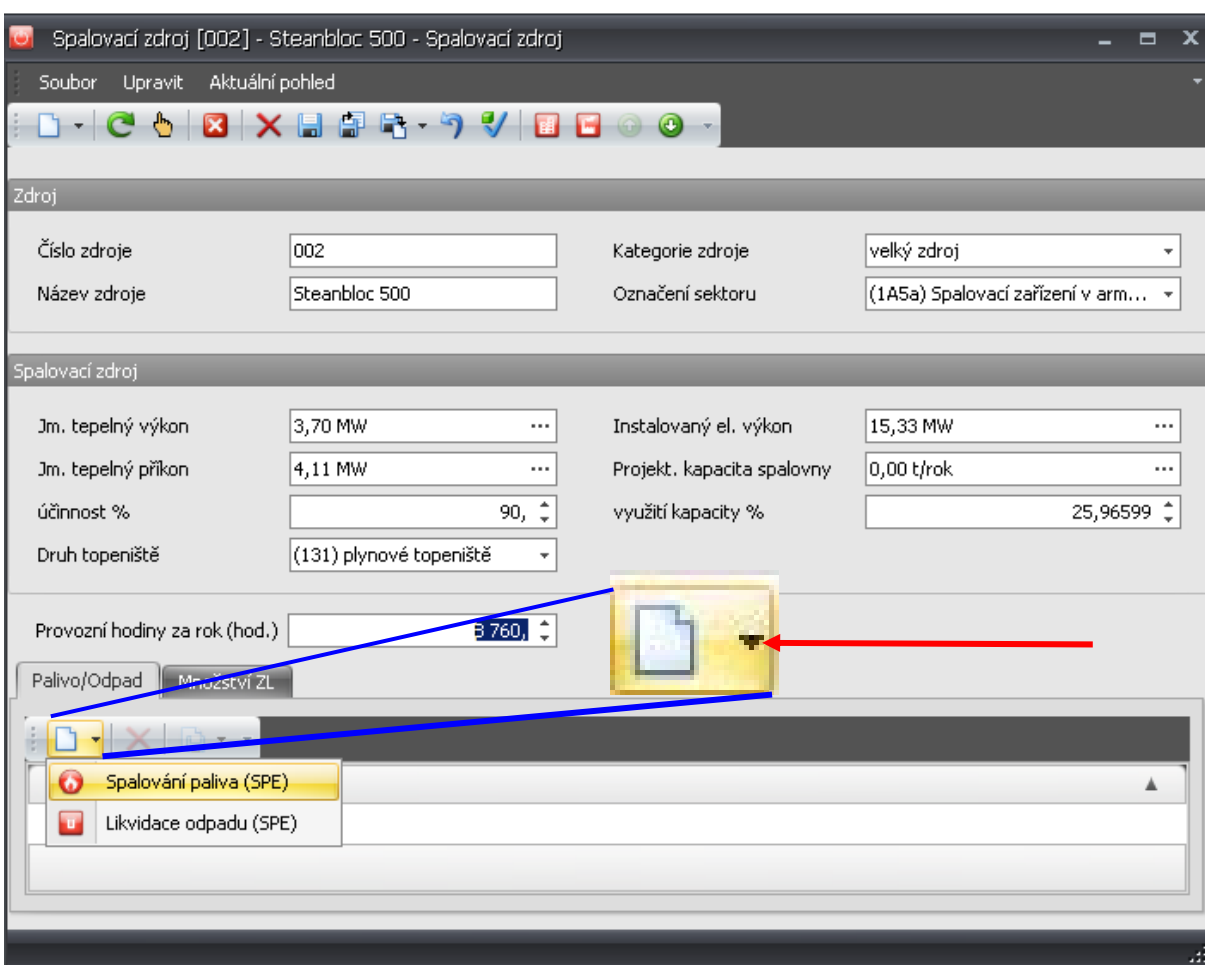 Spalovací zdroj [002] - Steanbloc 500 - Spalovací zdroj
Soubor Upravit Aktuální pohled
Zdroj
Číslo zdroje 002 Kategorie zdroje velký zdroj
Název zdroje Steanbloc 500 Označení sektoru (1A5a) Spalovací zařízení v arm...
Spalovací zdroj
Jm. tepelný výkon 3,70 MW ... Instalovaný el. výkon 15,33 MW ...
Jm. tepelný příkon 4,11 MW ... Projekt. kapacita spalovny 0,00 t/rok ...
účinnost % 90, využití kapacity % 25,96599
Druh topeniště (131) plynové topeniště
Provozní hodiny za rok (hod.) 8 760,
Palivo/Odpad Množství ZL
Spalování paliva (SPE)
Likvidace odpadu (SPE)